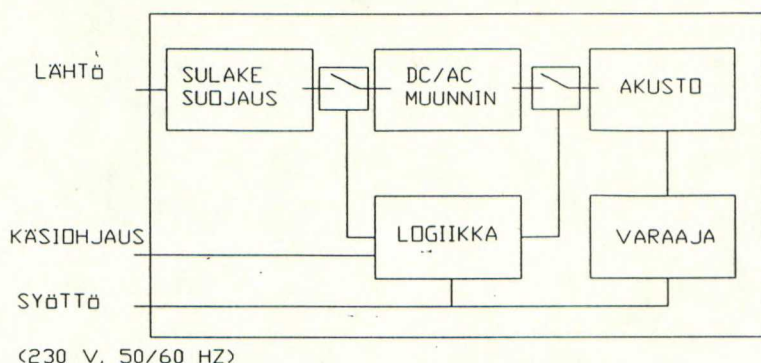 LÄHTÖ
SULAKE
SUOJAUS
DC/AC
MUUNNIN
AKUSTO
KÄSIOHJAUS
LOGIIKKA
VARAAJA
SYÖTTÖ
(230 V, 50/60 HZ)